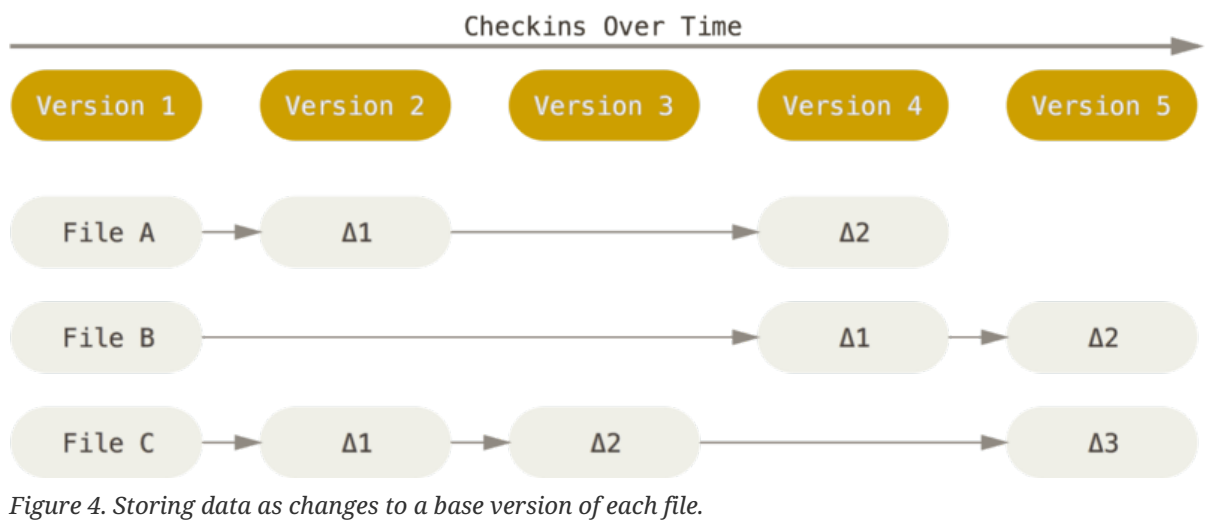 Checkins Over Time
Version 1 Version 2 Version 3 Version 4 Version 5
File A Δ1 Δ2
File B Δ1 Δ2
File C Δ1 Δ2 Δ3
Figure 4. Storing data as changes to a base version of each file.